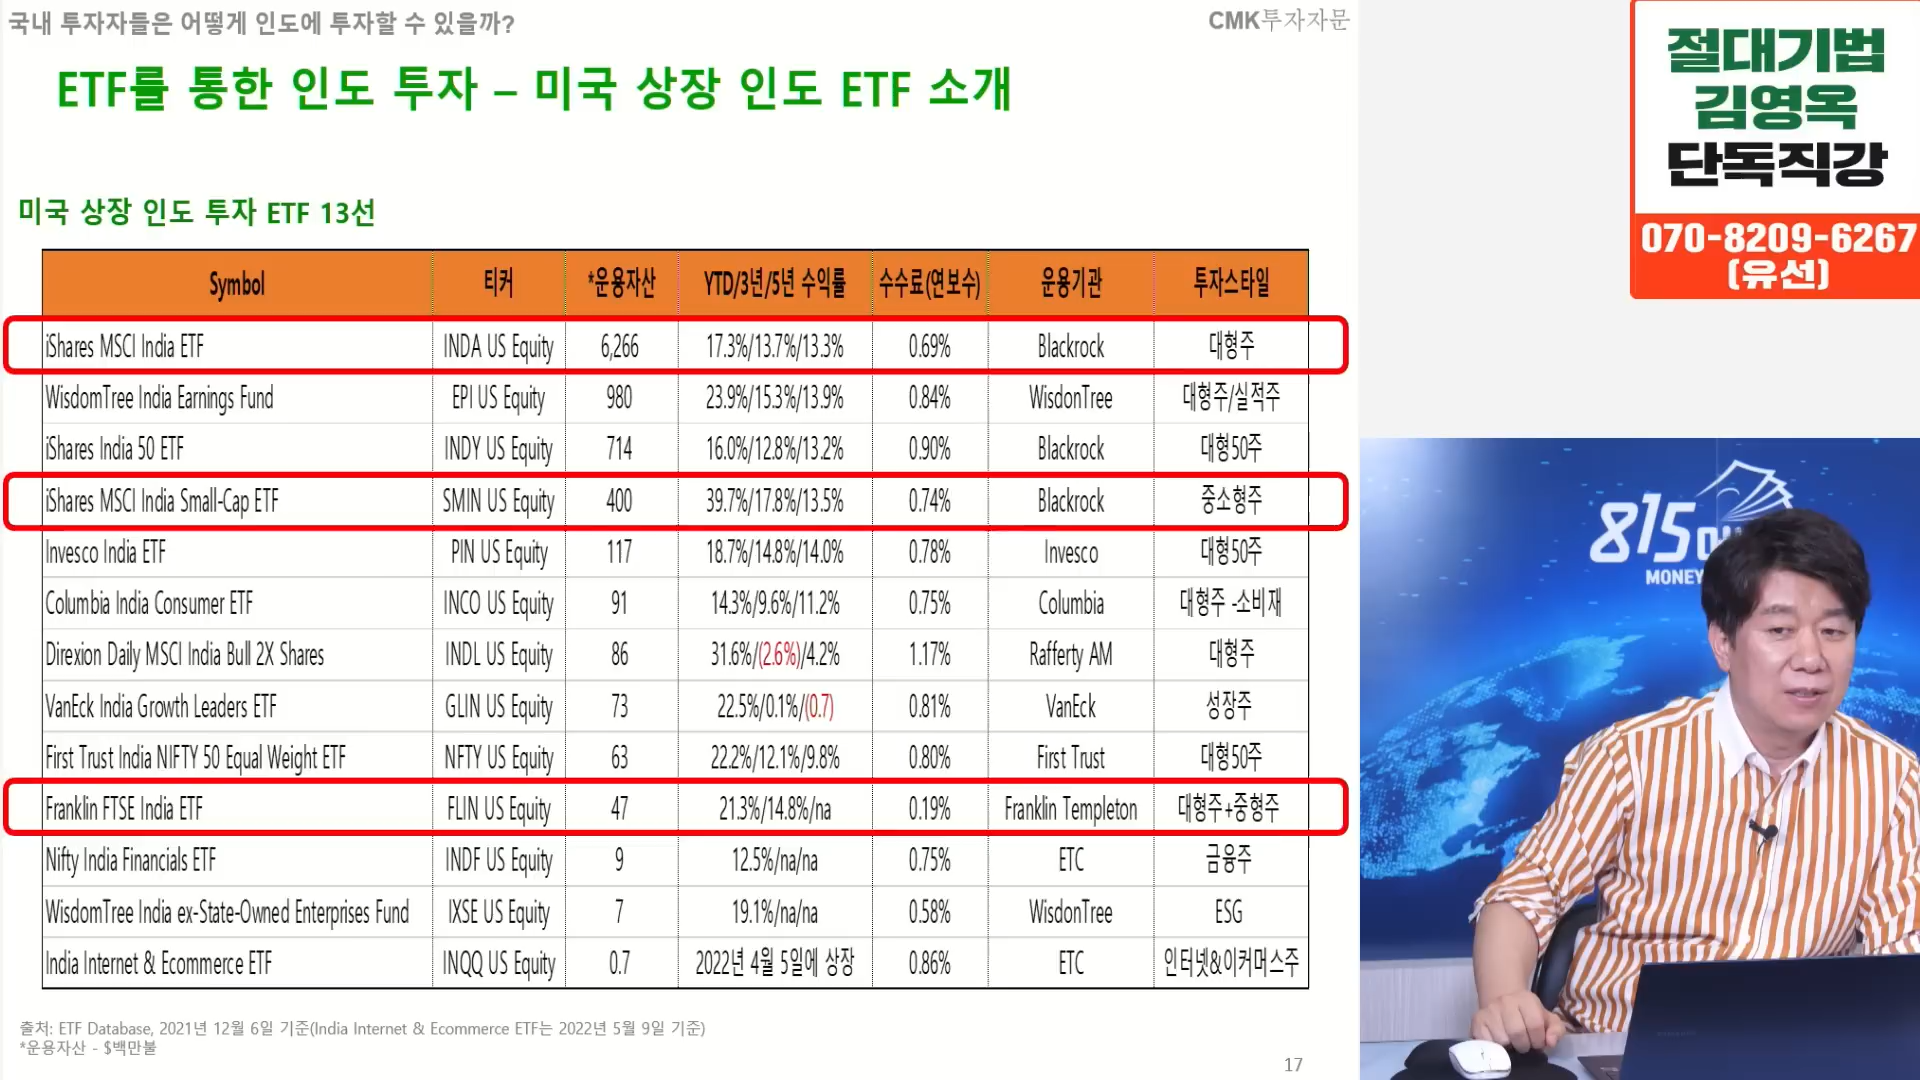 국내 투자자들은 어떻게 인도에 투자할 수 있을까?
CMK투자자문
ETF를 통한 인도 투자 – 미국 상장 인도 ETF 소개
미국 상장 인도 투자 ETF 13선
Symbol 티커 *운용자산 YTD/3년/5년 수익률 수수료(연보수) 운용기관 투자스타일
iShares MSCI India ETF INDA US Equity 6,266 17.3%/13.7%/13.3% 0.69% Blackrock 대형주
WisdomTree India Earnings Fund EPI US Equity 980 23.9%/15.3%/13.9% 0.84% WisdonTree 대형주/실적주
iShares India 50 ETF INDY US Equity 714 16.0%/12.8%/13.2% 0.90% Blackrock 대형50주
iShares MSCI India Small-Cap ETF SMIN US Equity 400 39.7%/17.8%/13.5% 0.74% Blackrock 중소형주
Invesco India ETF PIN US Equity 117 18.7%/14.8%/14.0% 0.78% Invesco 대형50주
Columbia India Consumer ETF INCO US Equity 91 14.3%/9.6%/11.2% 0.75% Columbia 대형주 -소비재
Direxion Daily MSCI India Bull 2X Shares INDL US Equity 86 31.6%/(2.6%)/4.2% 1.17% Rafferty AM 대형주
VanEck India Growth Leaders ETF GLIN US Equity 73 22.5%/0.1%/(0.7) 0.81% VanEck 성장주
First Trust India NIFTY 50 Equal Weight ETF NFTY US Equity 63 22.2%/12.1%/9.8% 0.80% First Trust 대형50주
Franklin FTSE India ETF FLIN US Equity 47 21.3%/14.8%/na 0.19% Franklin Templeton 대형주+중형주
Nifty India Financials ETF INDF US Equity 9 12.5%/na/na 0.75% ETC 금융주
WisdomTree India ex-State-Owned Enterprises Fund IXSE US Equity 7 19.1%/na/na 0.58% WisdonTree ESG
India Internet & Ecommerce ETF INQQ US Equity 0.7 2022년 4월 5일에 상장 0.86% ETC 인터넷&이커머스주
출처: ETF Database, 2021년 12월 6일 기준(India Internet & Ecommerce ETF는 2022년 5월 9일 기준)
*운용자산 - $백만불
17
절대기법
김영옥
단독직강
070-8209-6267
(유선)
815머
MONEY